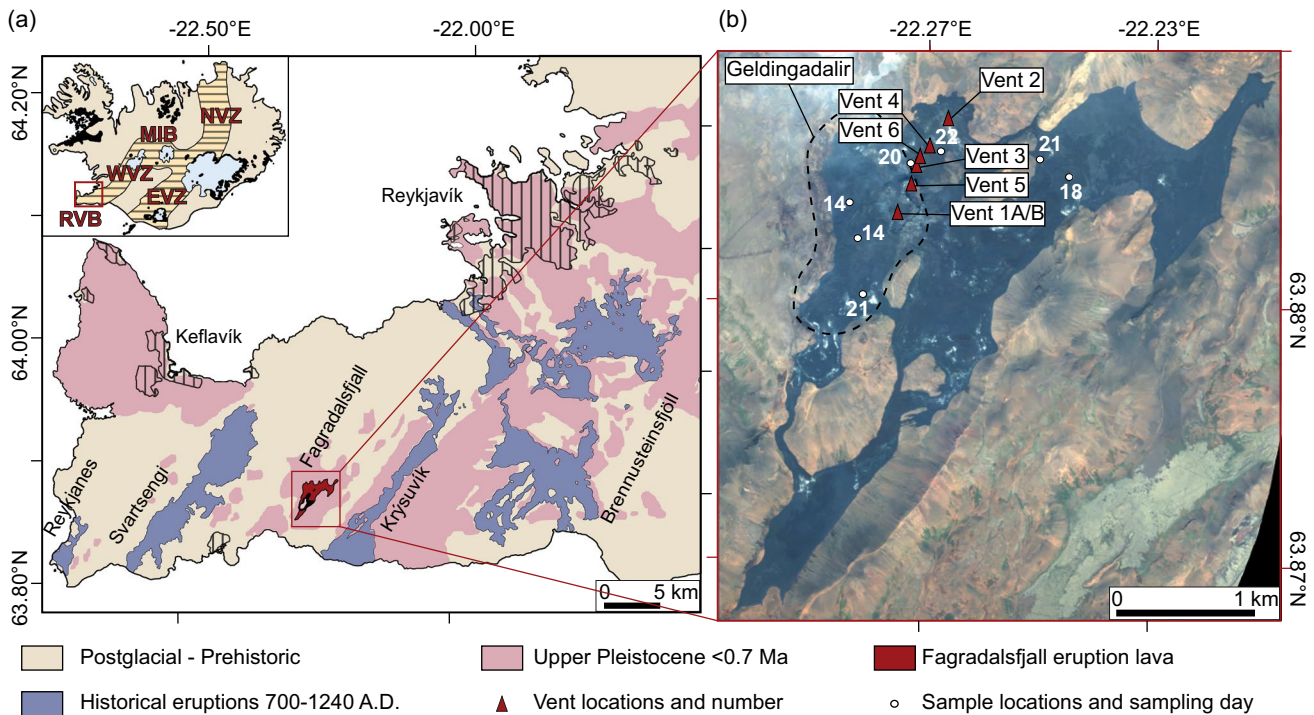 (a)
-22.50°E
-22.00°E
64.20°N
64.00°N
63.80°N
NVZ
MIB
WVZ
EVZ
RVB
Reykjavík
Keflavík
Fagradalsfjall
Reykjanes
Svartsengi
Krýsuvík
Brennusteinsfjöll
0 5 km
(b)
-22.27°E
-22.23°E
63.88°N
63.87°N
Geldingadalir
Vent 2
Vent 4
Vent 6
22
21
20
Vent 3
18
Vent 5
14
Vent 1A/B
14
21
0 1 km
Postglacial - Prehistoric
Upper Pleistocene <0.7 Ma
Fagradalsfjall eruption lava
Historical eruptions 700-1240 A.D.
Vent locations and number
Sample locations and sampling day